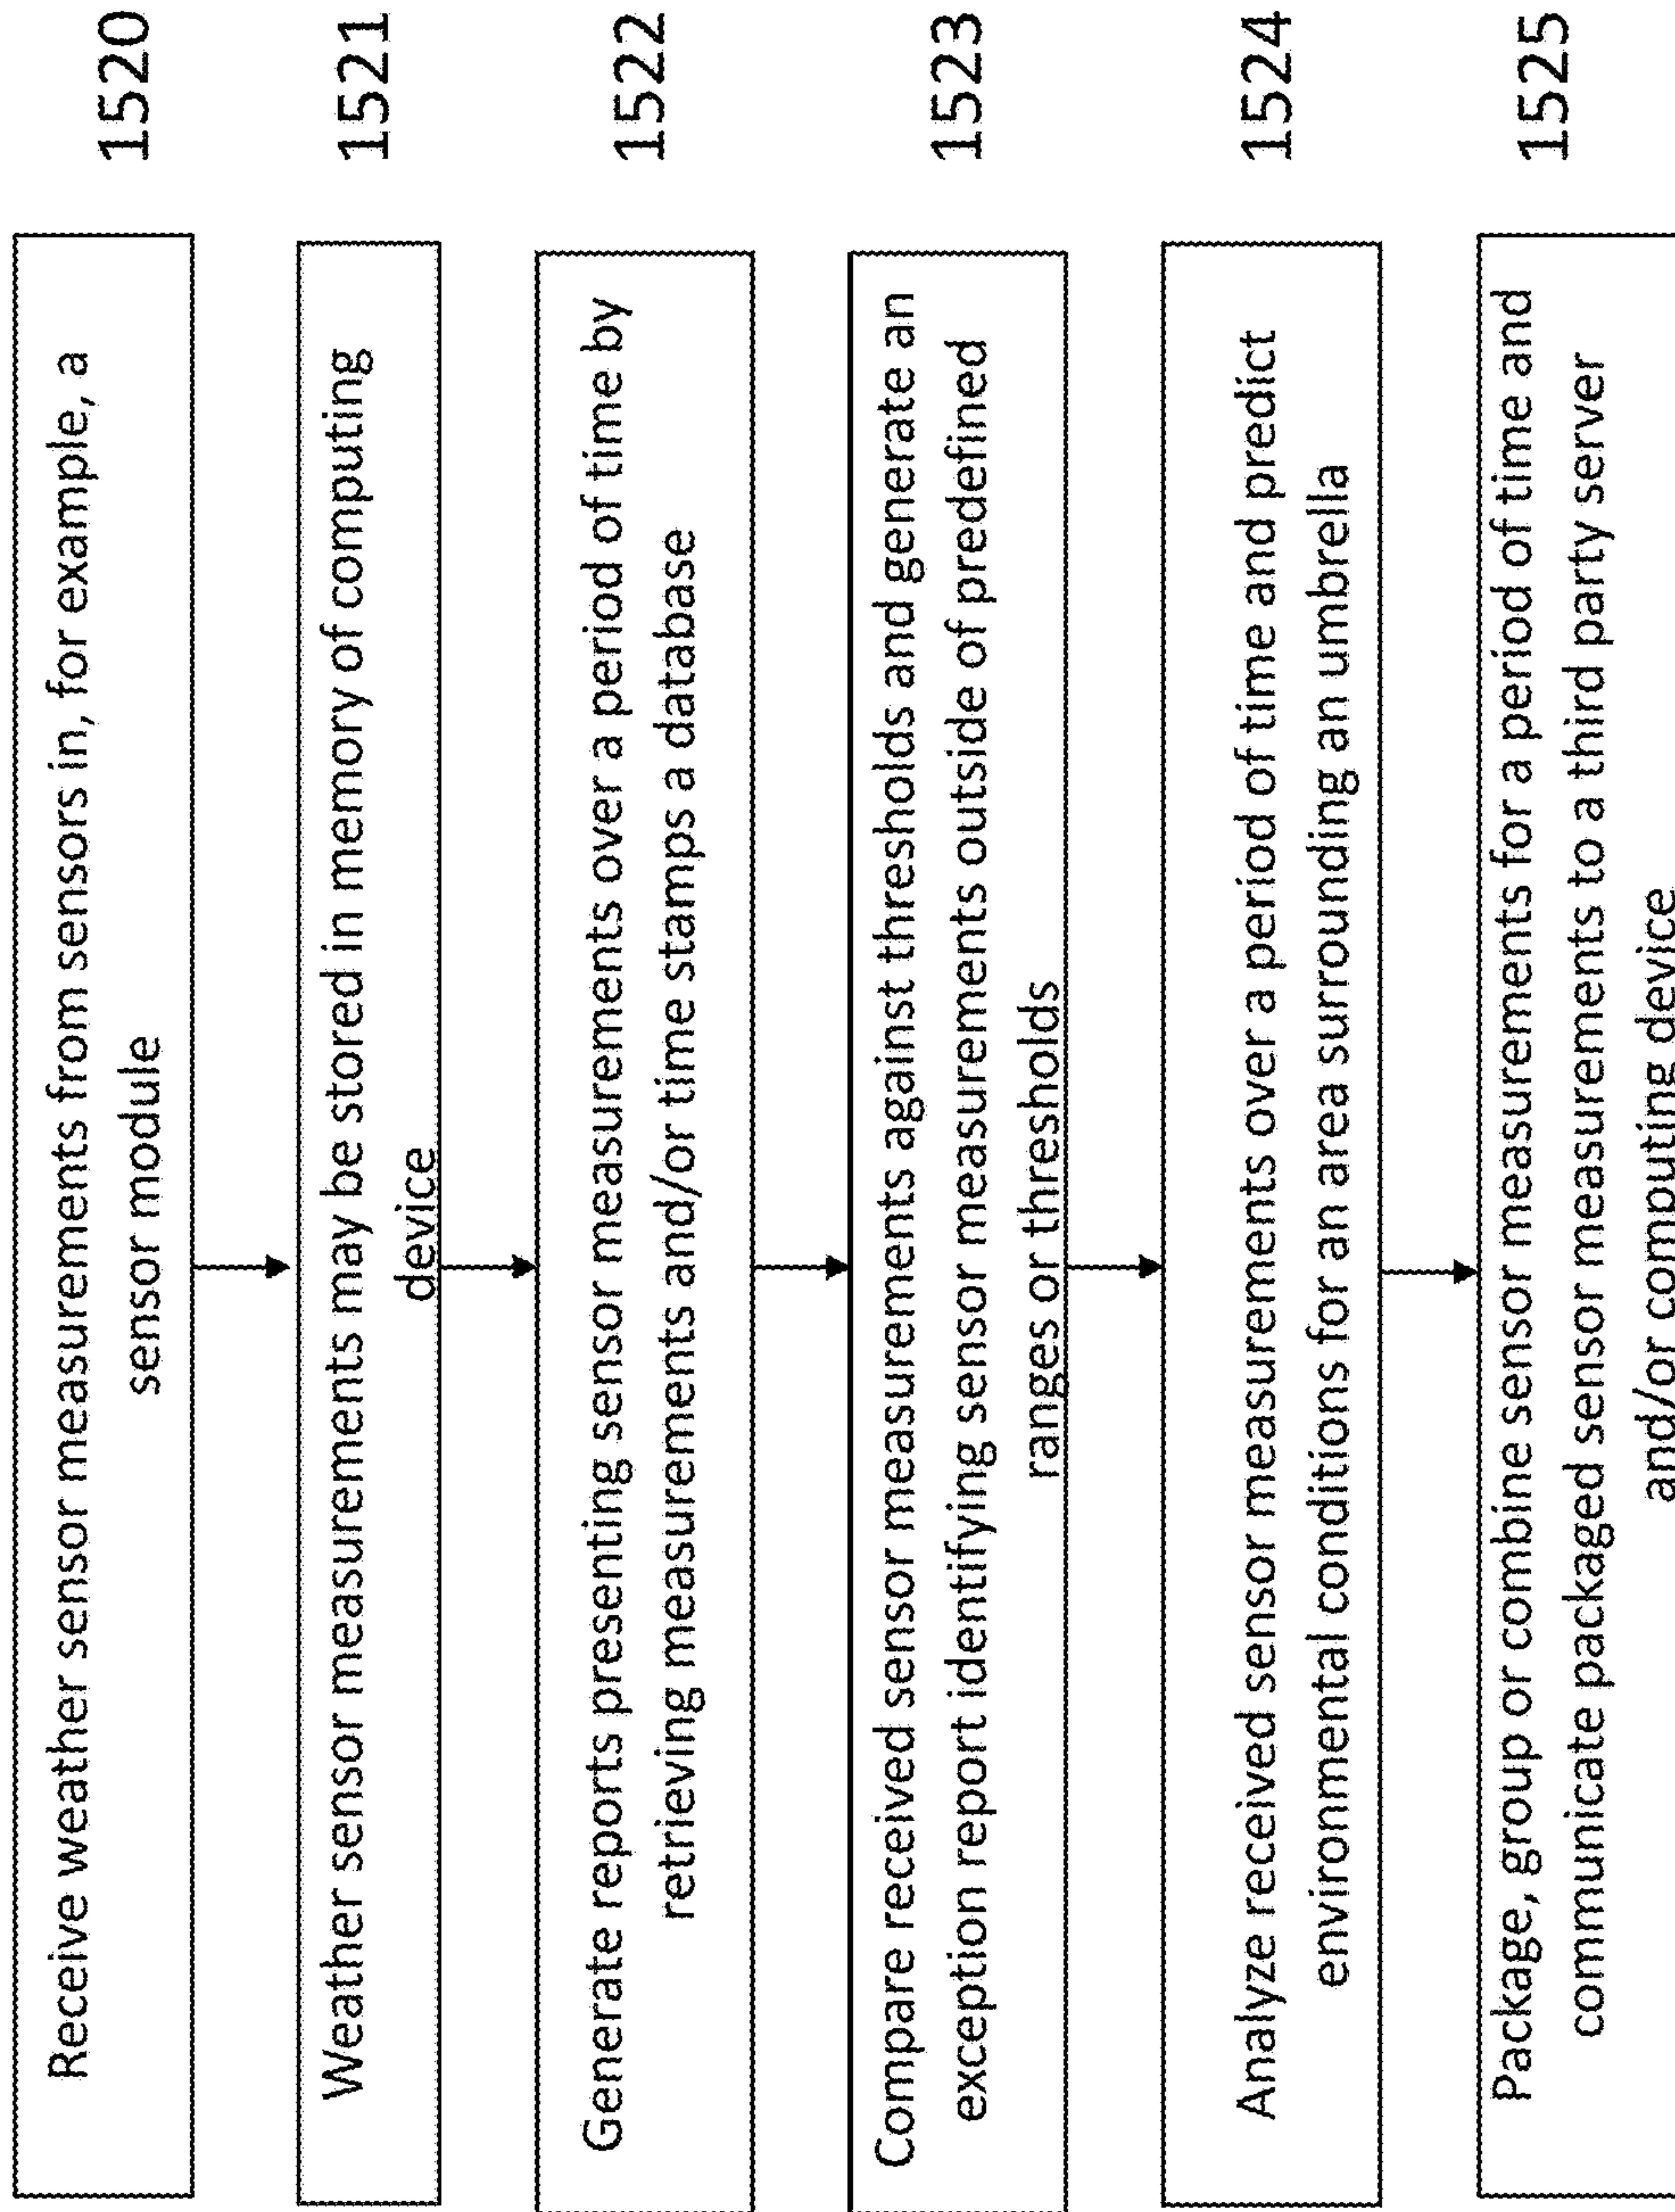 Receive weather sensor measurements from sensors in, for example, a
sensor module
1520
Weather sensor measurements may be stored in memory of computing
device
1521
Generate reports presenting sensor measurements over a period of time by
retrieving measurements and/or time stamps a database
1522
Compare received sensor measurements against thresholds and generate an
exception report identifying sensor measurements outside of predefined
ranges or thresholds
1523
Analyze received sensor measurements over a period of time and predict
environmental conditions for an area surrounding an umbrella
1524
Package, group or combine sensor measurements for a period of time and
communicate packaged sensor measurements to a third party server
and/or computing device
1525